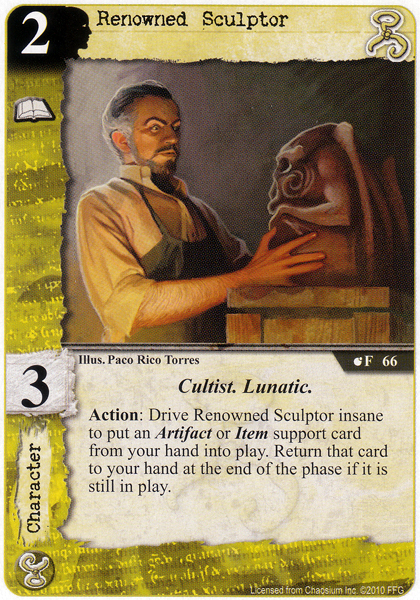 2
Renowned Sculptor
Illus. Paco Rico Torres
F 66
3
Cultist. Lunatic.
Action: Drive Renowned Sculptor insane
to put an Artifact or Item support card
from your hand into play. Return that card
to your hand at the end of the phase if it is
still in play.
Character
Licensed from Chaosium Inc. ©2010 FFG